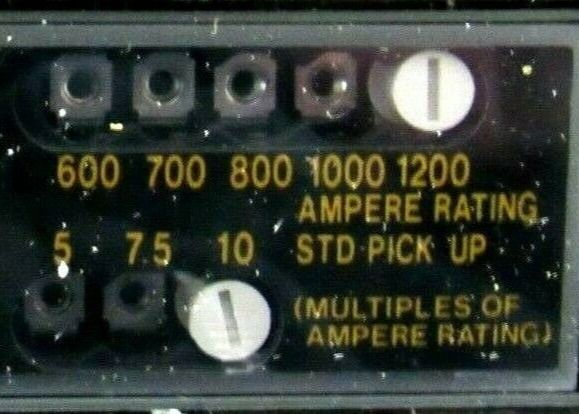 600 700 800 1000 1200
AMPERE RATING
5 7.5 10 STD PICK UP
(MULTIPLES OF
AMPERE RATING)